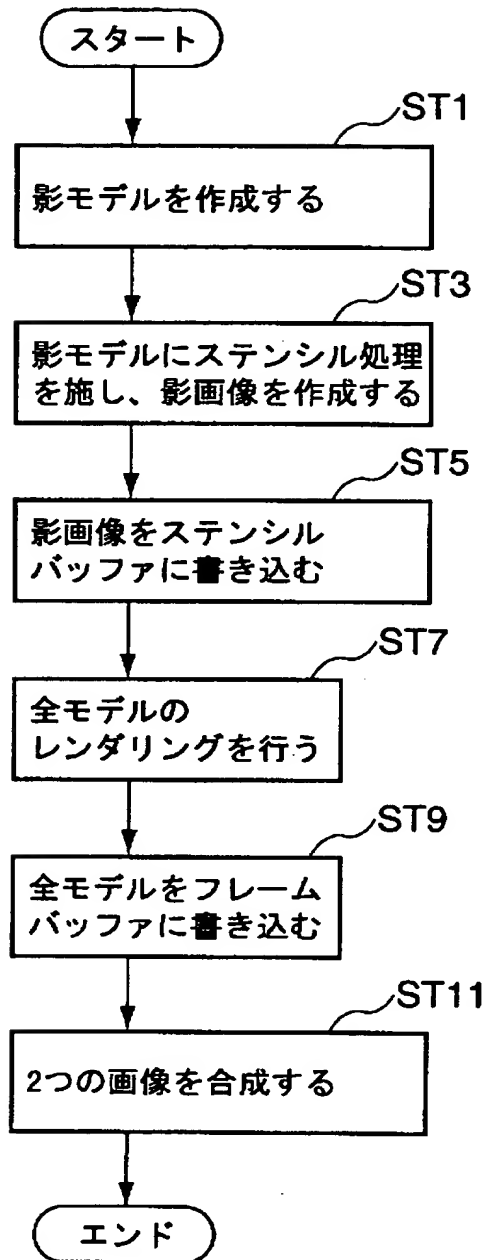 スタート
ST1
影モデルを作成する
ST3
影モデルにステンシル処理
を施し、影画像を作成する
ST5
影画像をステンシル
バッファに書き込む
ST7
全モデルの
レンダリングを行う
ST9
全モデルをフレーム
バッファに書き込む
ST11
2つの画像を合成する
エンド